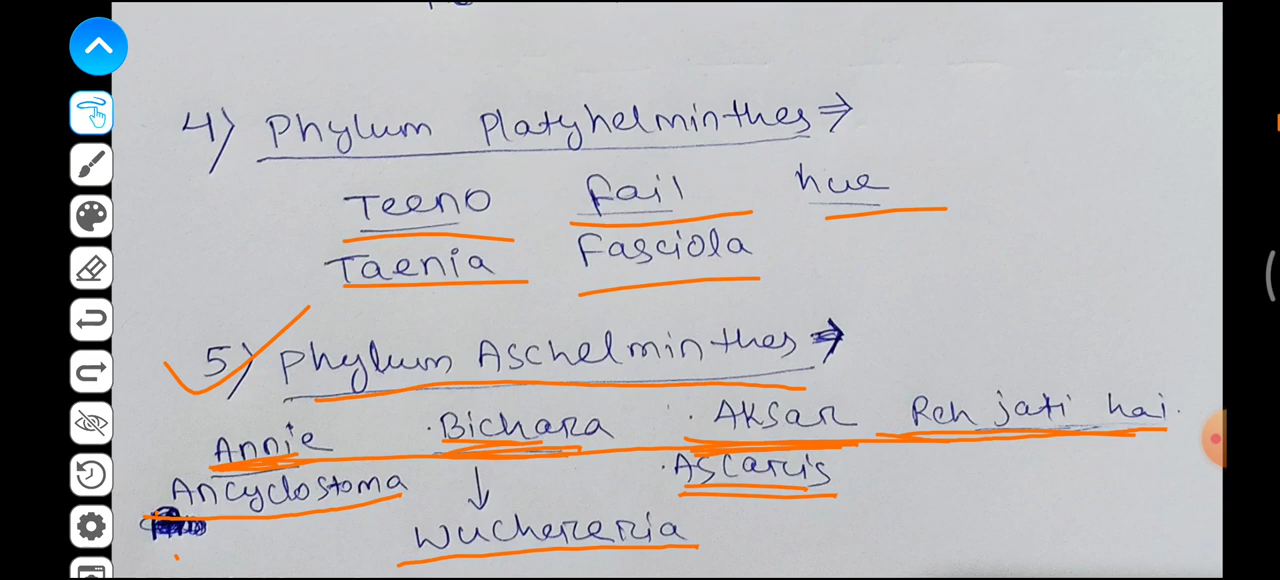 4) Phylum Platyhelminthes ⇒
Teeno Fail hue
Taenia Fasciola
5) Phylum Aschelminthes ⇒
Annie Bichara Aksar Reh jati hai.
Ancyclostoma ↓ Ascarcis
Wuchereria